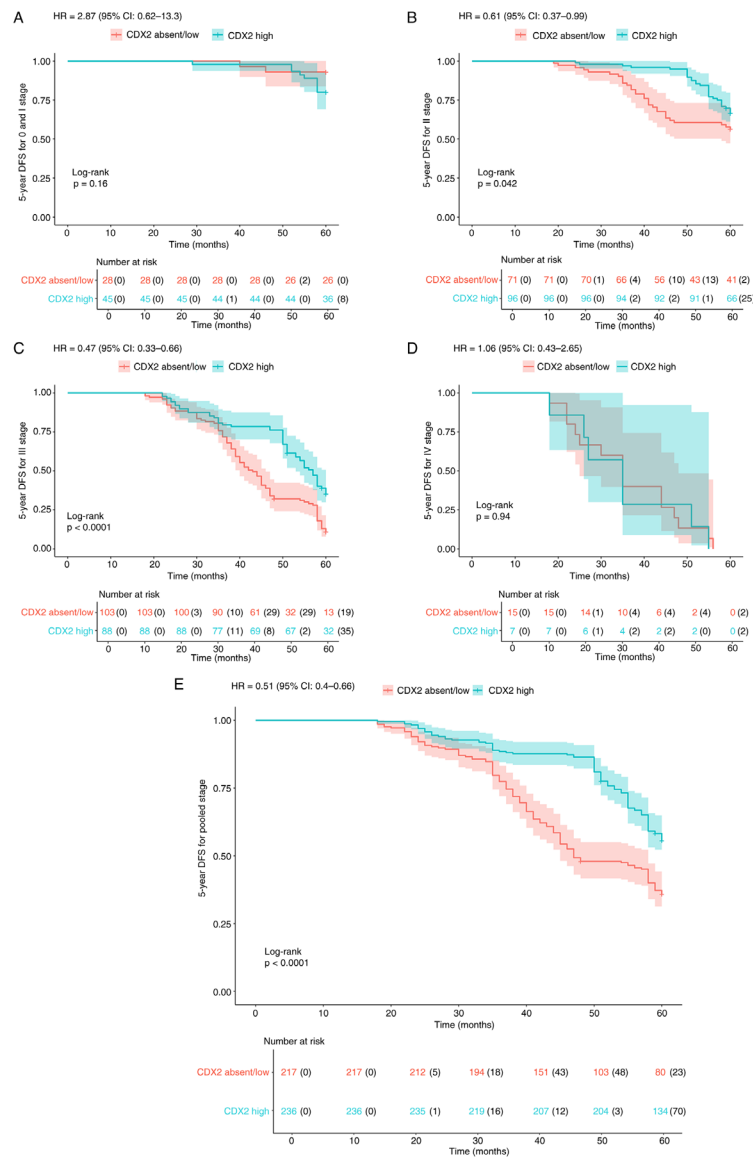 A
HR = 2.87 (95% CI: 0.62–13.3)
CDX2 absent/low CDX2 high
5-year DFS for 0 and I stage
1.00
0.75
0.50
0.25
0.00
Log-rank
p = 0.16
0 10 20 30 40 50 60
Time (months)
Number at risk
CDX2 absent/low 28 (0) 28 (0) 28 (0) 28 (0) 28 (0) 26 (2) 26 (0)
CDX2 high 45 (0) 45 (0) 45 (0) 44 (1) 44 (0) 44 (0) 36 (8)
0 10 20 30 40 50 60
Time (months)
B
HR = 0.61 (95% CI: 0.37–0.99)
CDX2 absent/low CDX2 high
5-year DFS for II stage
1.00
0.75
0.50
0.25
0.00
Log-rank
p = 0.042
0 10 20 30 40 50 60
Time (months)
Number at risk
CDX2 absent/low 71 (0) 71 (0) 70 (1) 66 (4) 56 (10) 43 (13) 41 (2)
CDX2 high 96 (0) 96 (0) 96 (0) 94 (2) 92 (2) 91 (1) 66 (25
0 10 20 30 40 50 60
Time (months)
C
HR = 0.47 (95% CI: 0.33–0.66)
CDX2 absent/low CDX2 high
5-year DFS for III stage
1.00
0.75
0.50
0.25
0.00
Log-rank
p < 0.0001
0 10 20 30 40 50 60
Time (months)
Number at risk
CDX2 absent/low 103 (0) 103 (0) 100 (3) 90 (10) 61 (29) 32 (29) 13 (19)
CDX2 high 88 (0) 88 (0) 88 (0) 77 (11) 69 (8) 67 (2) 32 (35)
0 10 20 30 40 50 60
Time (months)
D
HR = 1.06 (95% CI: 0.43–2.65)
CDX2 absent/low CDX2 high
5-year DFS for IV stage
1.00
0.75
0.50
0.25
0.00
Log-rank
p = 0.94
0 10 20 30 40 50 60
Time (months)
Number at risk
CDX2 absent/low 15 (0) 15 (0) 14 (1) 10 (4) 6 (4) 2 (4) 0 (2)
CDX2 high 7 (0) 7 (0) 6 (1) 4 (2) 2 (2) 2 (0) 0 (2)
0 10 20 30 40 50 60
Time (months)
E
HR = 0.51 (95% CI: 0.4–0.66)
CDX2 absent/low CDX2 high
5-year DFS for pooled stage
1.00
0.75
0.50
0.25
0.00
Log-rank
p < 0.0001
0 10 20 30 40 50 60
Time (months)
Number at risk
CDX2 absent/low 217 (0) 217 (0) 212 (5) 194 (18) 151 (43) 103 (48) 80 (23)
CDX2 high 236 (0) 236 (0) 235 (1) 219 (16) 207 (12) 204 (3) 134 (70)
0 10 20 30 40 50 60
Time (months)